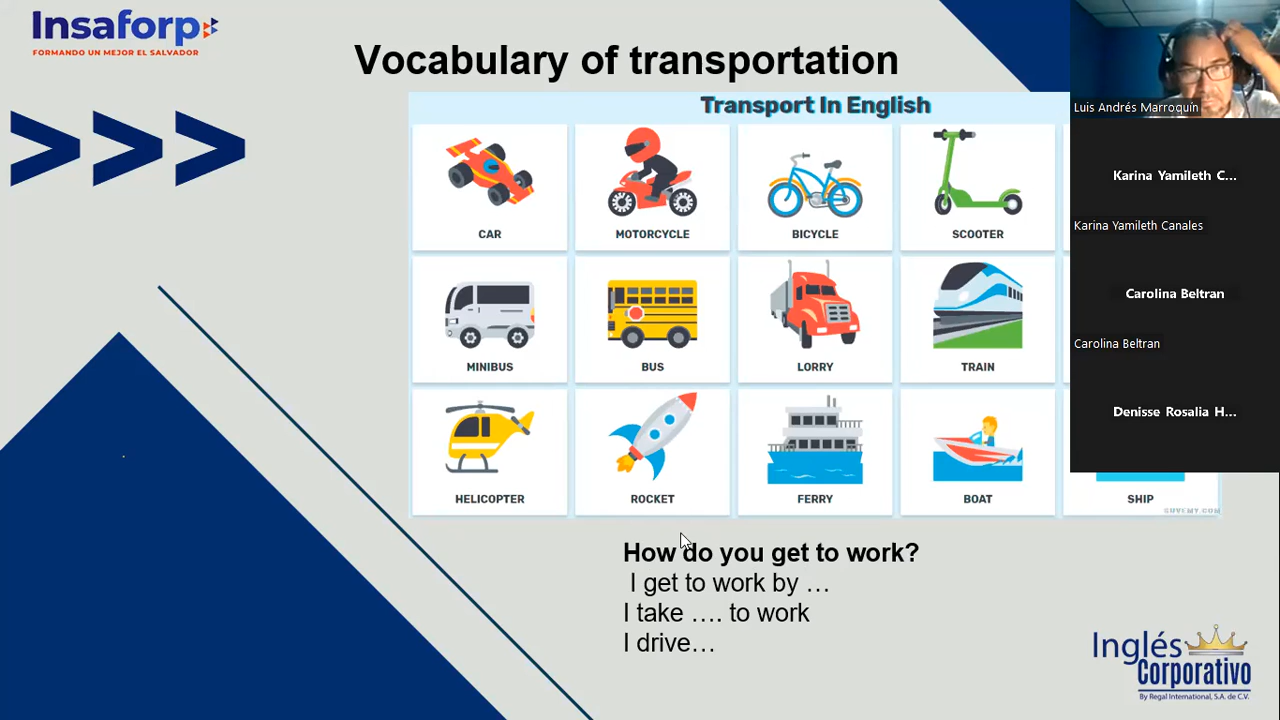 Insaforp
FORMANDO UN MEJOR EL SALVADOR
Vocabulary of transportation
Transport In English
CAR
MOTORCYCLE
BICYCLE
SCOOTER
MINIBUS
BUS
LORRY
TRAIN
HELICOPTER
ROCKET
FERRY
BOAT
SHIP
GUVEMY.COM
How do you get to work?
I get to work by …
I take …. to work
I drive…
Inglés
Corporativo
By Regal International, S.A. de C.V.
Luis Andrés Marroquín
Karina Yamileth C...
Karina Yamileth Canales
Carolina Beltran
Carolina Beltran
Denisse Rosalia H...